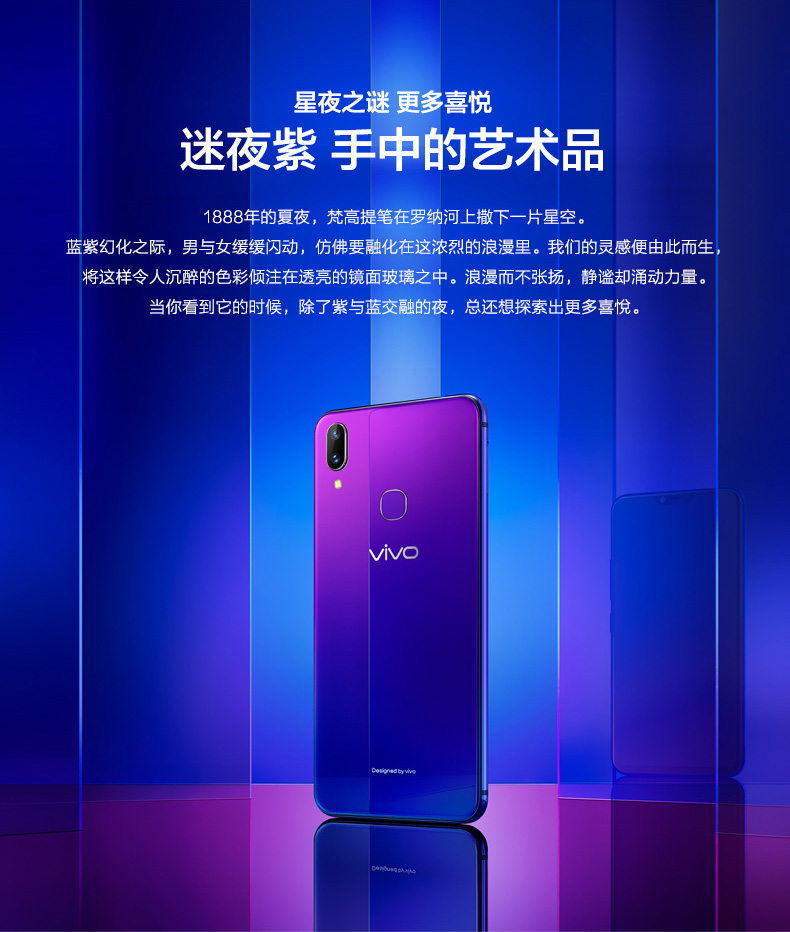 星夜之谜 更多喜悦
迷夜紫 手中的艺术品
1888年的夏夜，梵高提笔在罗纳河上撒下一片星空。
蓝紫幻化之际，男与女缓缓闪动，仿佛要融化在这浓烈的浪漫里。我们的灵感便由此而生，
将这样令人沉醉的色彩倾注在透亮的镜面玻璃之中。浪漫而不张扬，静谧却涌动力量。
当你看到它的时候，除了紫与蓝交融的夜，总还想探索出更多喜悦。
vivo
Designed by vivo